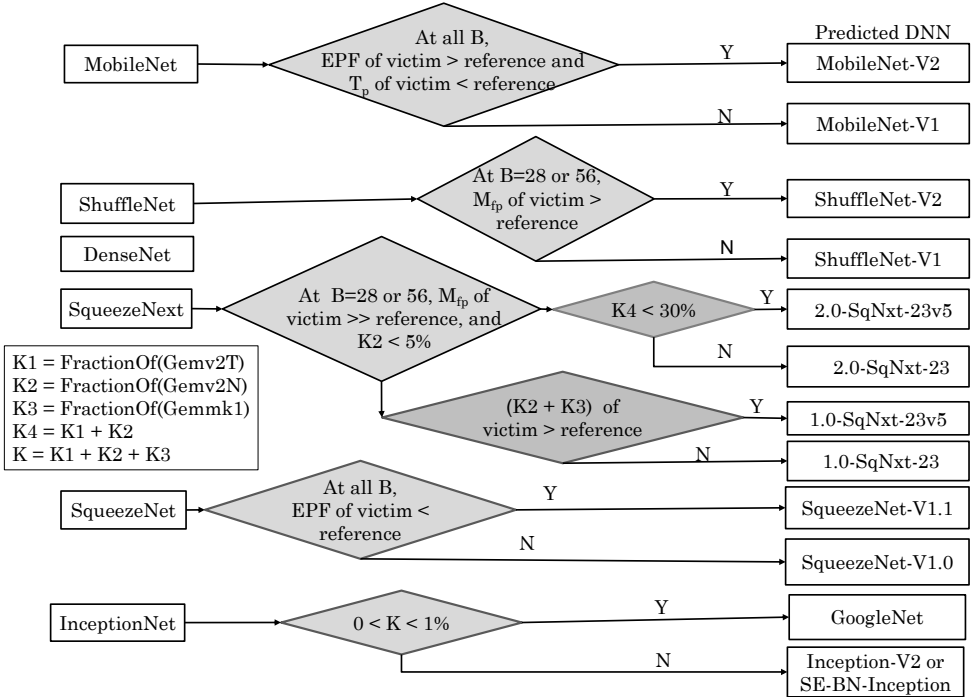 Predicted DNN
MobileNet
At all B,
EPF of victim > reference and
Tp of victim < reference
Y
MobileNet-V2
N
MobileNet-V1
ShuffleNet
At B=28 or 56,
Mfp of victim >
reference
Y
ShuffleNet-V2
N
ShuffleNet-V1
DenseNet
SqueezeNext
At B=28 or 56, Mfp of
victim >> reference, and
K2 < 5%
K4 < 30%
Y
2.0-SqNxt-23v5
N
2.0-SqNxt-23
(K2 + K3) of
victim > reference
Y
1.0-SqNxt-23v5
N
1.0-SqNxt-23
K1 = FractionOf(Gemv2T)
K2 = FractionOf(Gemv2N)
K3 = FractionOf(Gemmk1)
K4 = K1 + K2
K = K1 + K2 + K3
SqueezeNet
At all B,
EPF of victim <
reference
Y
SqueezeNet-V1.1
N
SqueezeNet-V1.0
InceptionNet
0 < K < 1%
Y
GoogleNet
N
Inception-V2 or
SE-BN-Inception